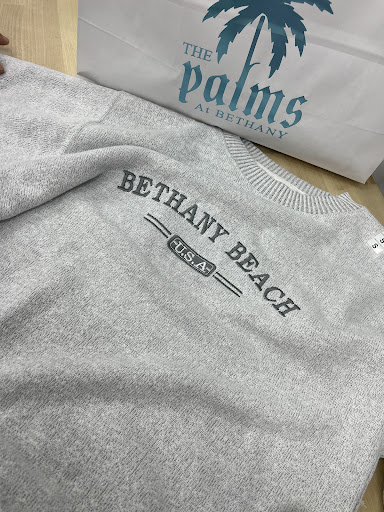 THE
palms
At BETHANY
BETHANY BEACH
U.S.A
S